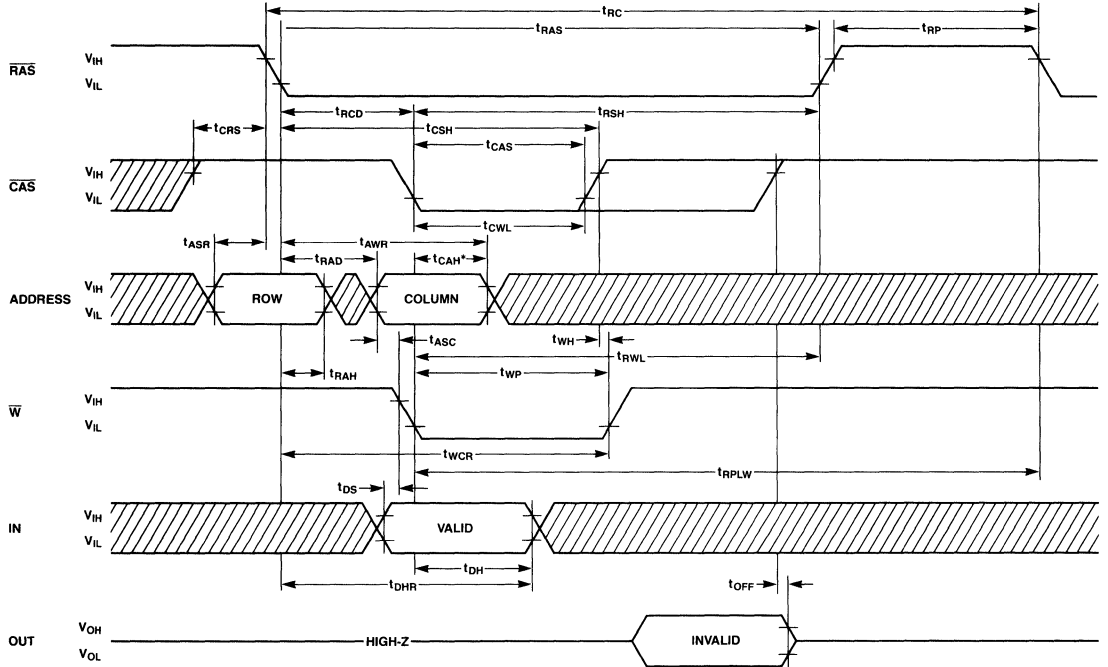 tRC
tRAS
tRP
RAS
VIH
VIL
tRCD
tRSH
tCRS
tCSH
tCAS
CAS
VIH
VIL
tCWL
tASR
tAWR
tRAD
tCAH*
ADDRESS
VIH
VIL
ROW
COLUMN
tASC
tWH
tRWL
tRAH
tWP
W
VIH
VIL
tWCR
tRPLW
tDS
IN
VIH
VIL
VALID
tDH
tDHR
tOFF
OUT
VOH
VOL
HIGH-Z
INVALID